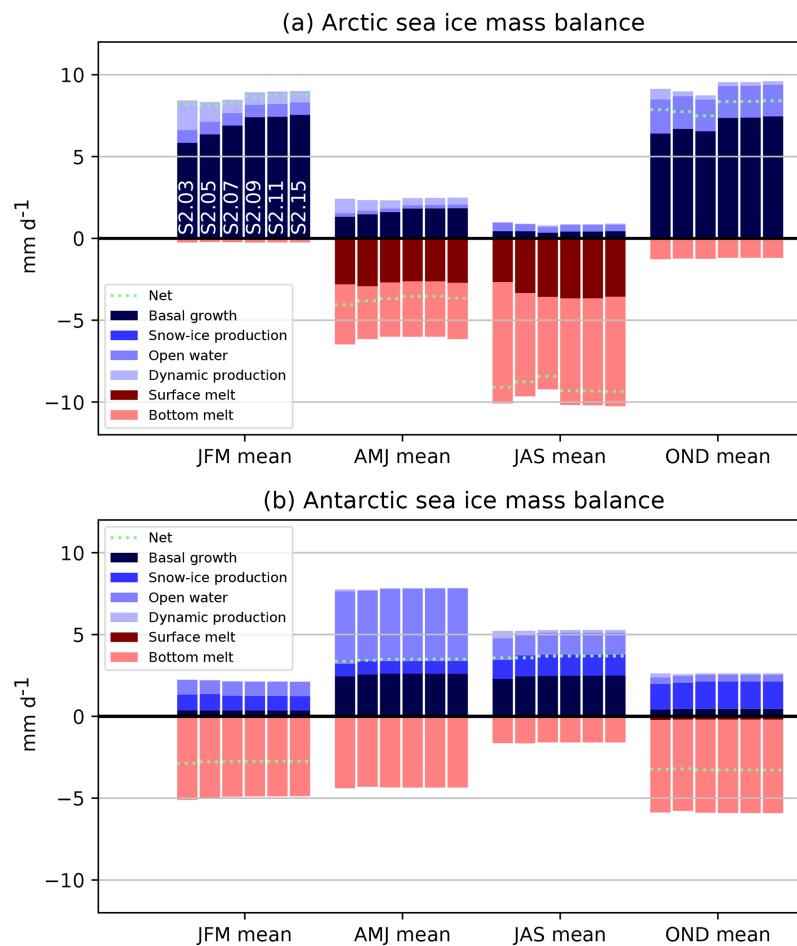 (a) Arctic sea ice mass balance
10
5
0
−5
−10
mm d⁻¹
S2.03
S2.05
S2.07
S2.09
S2.11
S2.15
Net
Basal growth
Snow-ice production
Open water
Dynamic production
Surface melt
Bottom melt
JFM mean
AMJ mean
JAS mean
OND mean
(b) Antarctic sea ice mass balance
Net
Basal growth
Snow-ice production
Open water
Dynamic production
Surface melt
Bottom melt
10
5
0
−5
−10
mm d⁻¹
JFM mean
AMJ mean
JAS mean
OND mean